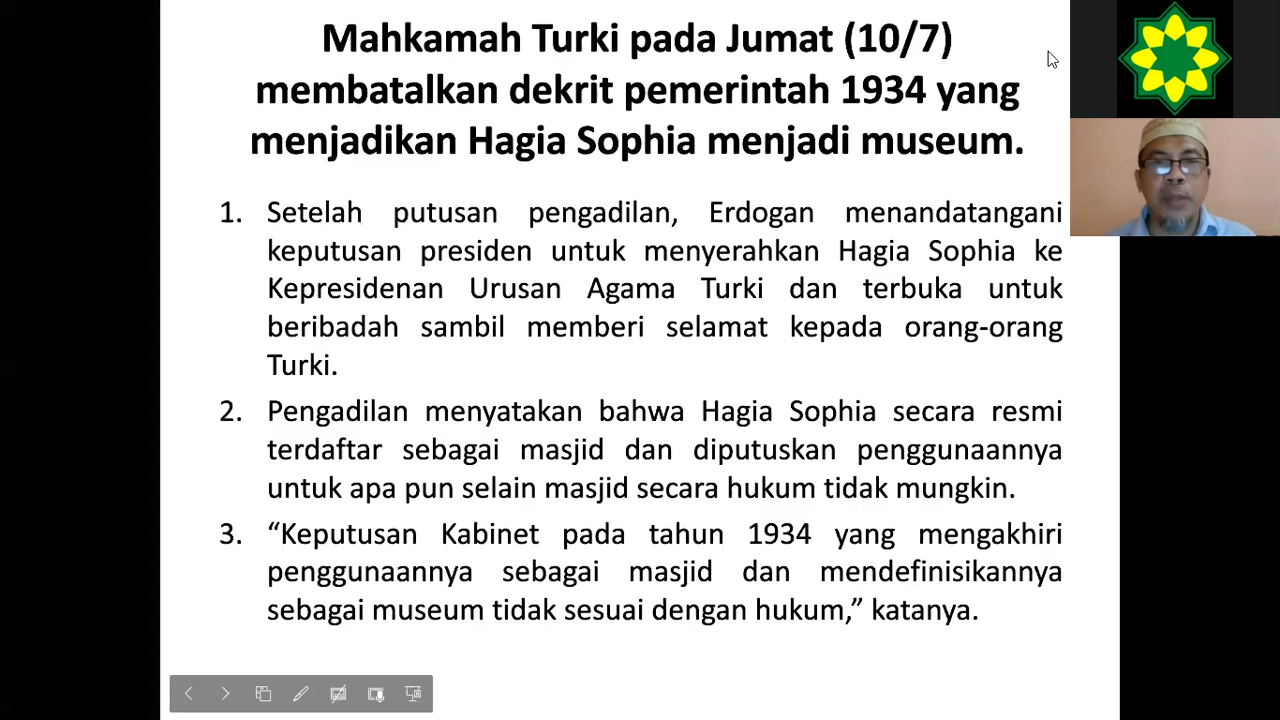 Mahkamah Turki pada Jumat (10/7)
membatalkan dekrit pemerintah 1934 yang
menjadikan Hagia Sophia menjadi museum.
1. Setelah putusan pengadilan, Erdogan menandatangani
keputusan presiden untuk menyerahkan Hagia Sophia ke
Kepresidenan Urusan Agama Turki dan terbuka untuk
beribadah sambil memberi selamat kepada orang-orang
Turki.
2. Pengadilan menyatakan bahwa Hagia Sophia secara resmi
terdaftar sebagai masjid dan diputuskan penggunaannya
untuk apa pun selain masjid secara hukum tidak mungkin.
3. “Keputusan Kabinet pada tahun 1934 yang mengakhiri
penggunaannya sebagai masjid dan mendefinisikannya
sebagai museum tidak sesuai dengan hukum,” katanya.